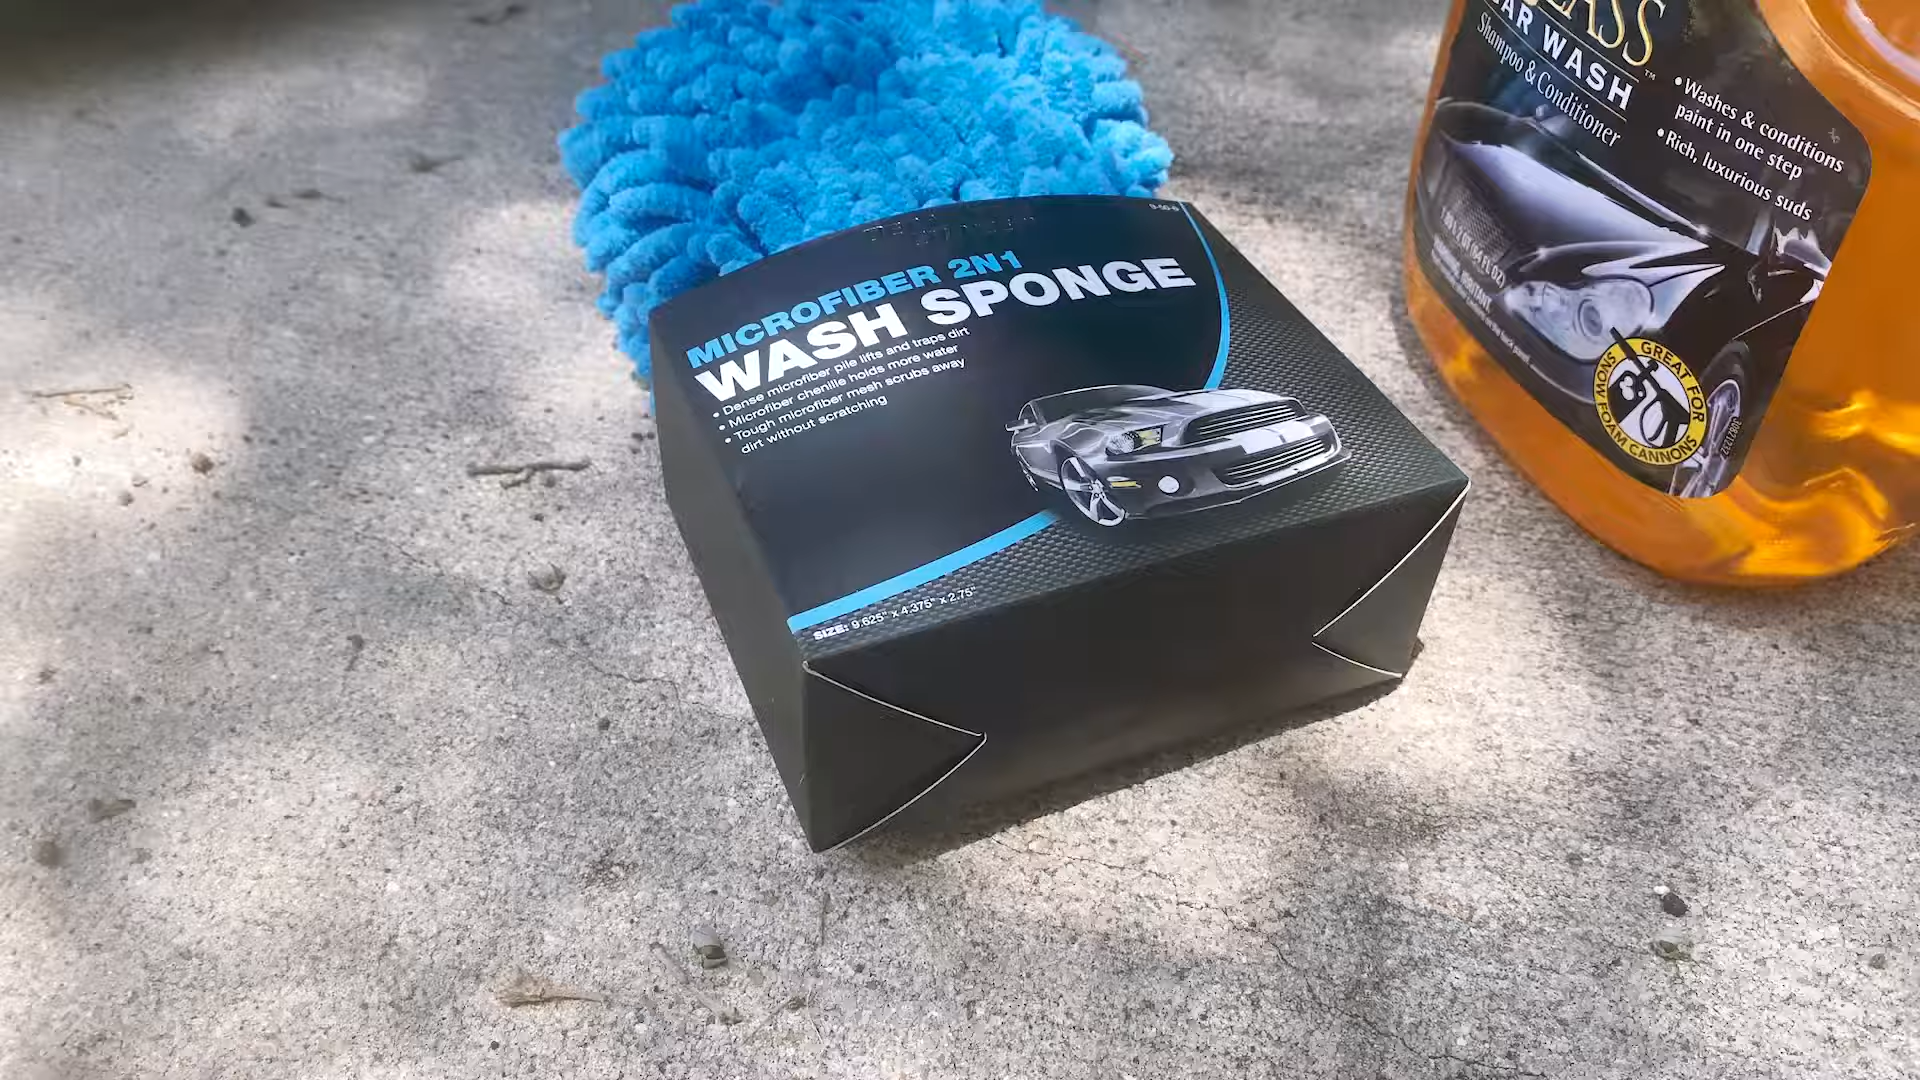 MICROFIBER 2N1
WASH SPONGE
• Dense microfiber pile lifts and traps dirt
• Microfiber chenille holds more water
• Tough microfiber mesh scrubs away
dirt without scratching
SIZE: 9.625" x 4.375" x 2.75"
WASH
Shampoo & Conditioner
• Washes & conditions
paint in one step
• Rich, luxurious suds
GREAT FOR
SNOW FOAM CANNONS